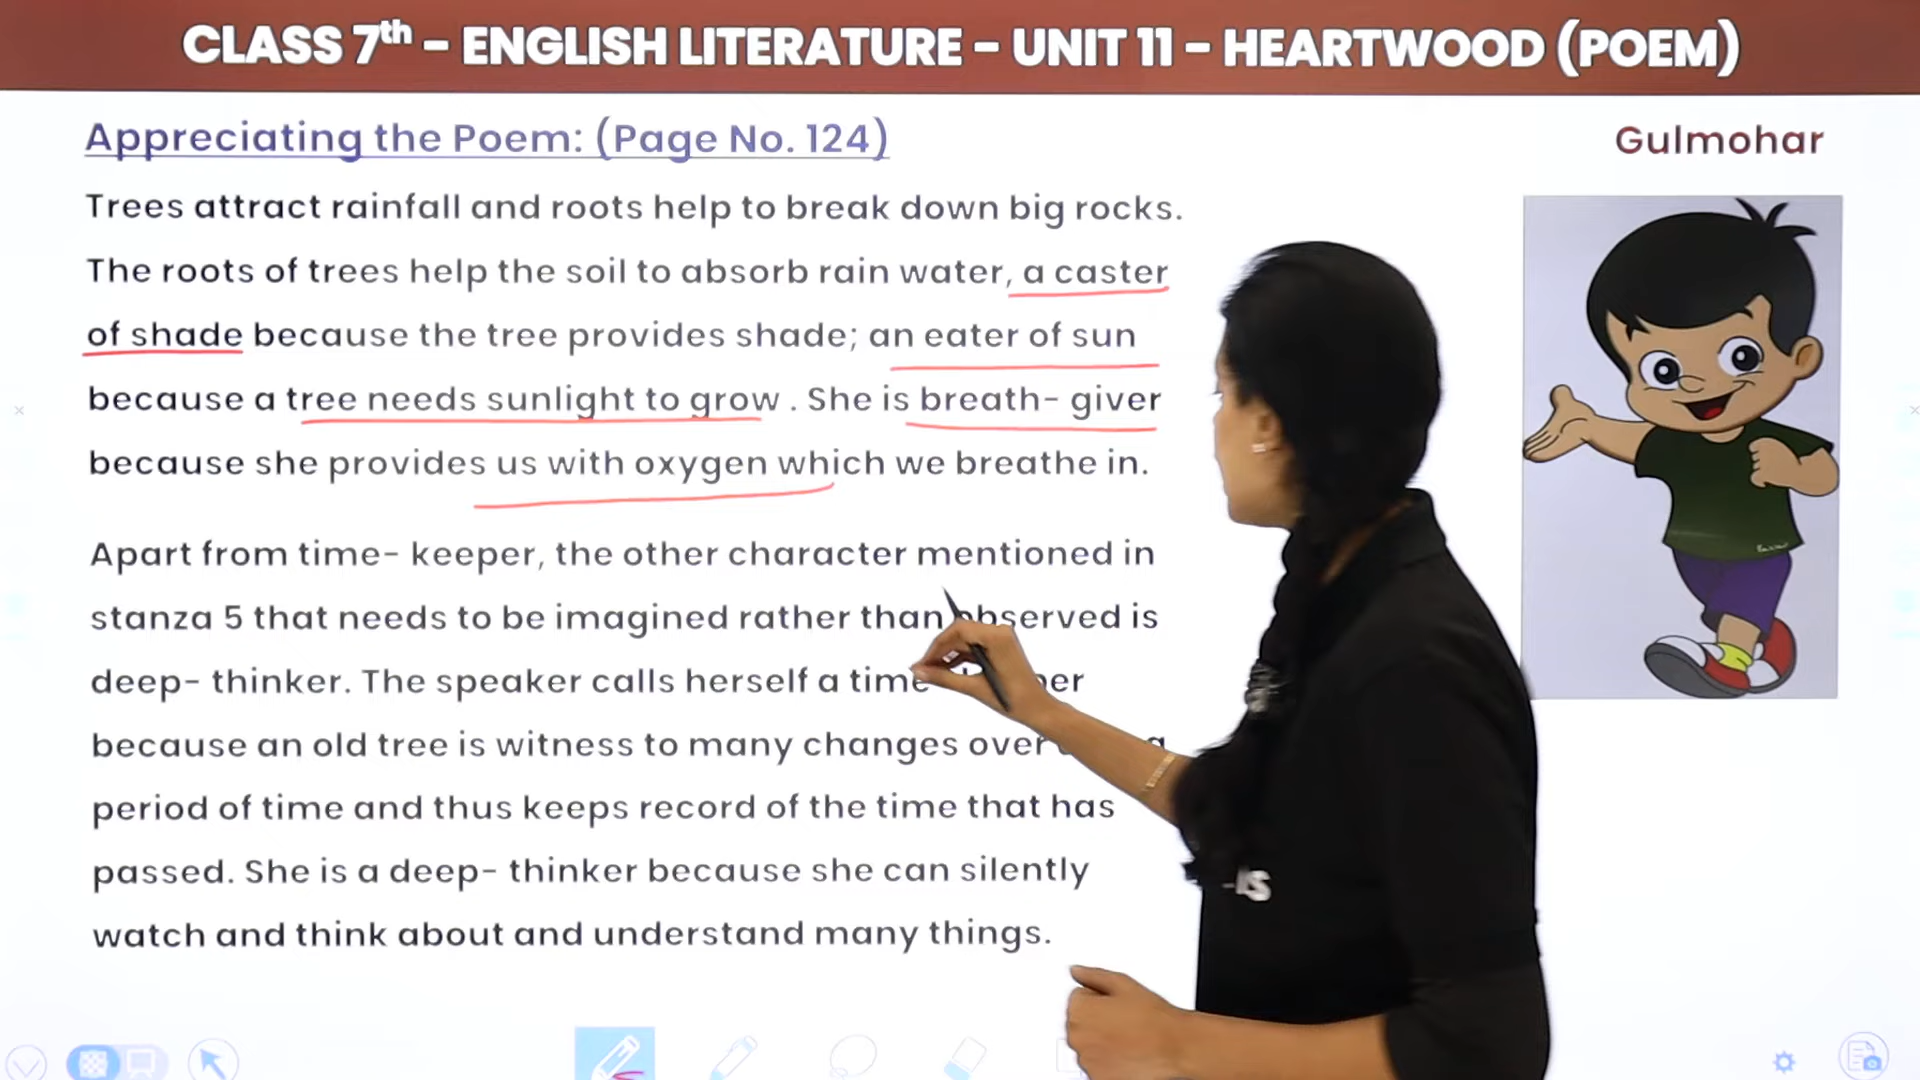 CLASS 7th – ENGLISH LITERATURE – UNIT 11 – HEARTWOOD (POEM)
Appreciating the Poem: (Page No. 124)
Gulmohar
Trees attract rainfall and roots help to break down big rocks.
The roots of trees help the soil to absorb rain water, a caster
of shade because the tree provides shade; an eater of sun
because a tree needs sunlight to grow . She is breath- giver
because she provides us with oxygen which we breathe in.
Apart from time- keeper, the other character mentioned in
stanza 5 that needs to be imagined rather than observed is
deep- thinker. The speaker calls herself a time
because an old tree is witness to many changes over
period of time and thus keeps record of the time that has
passed. She is a deep- thinker because she can silently
watch and think about and understand many things.